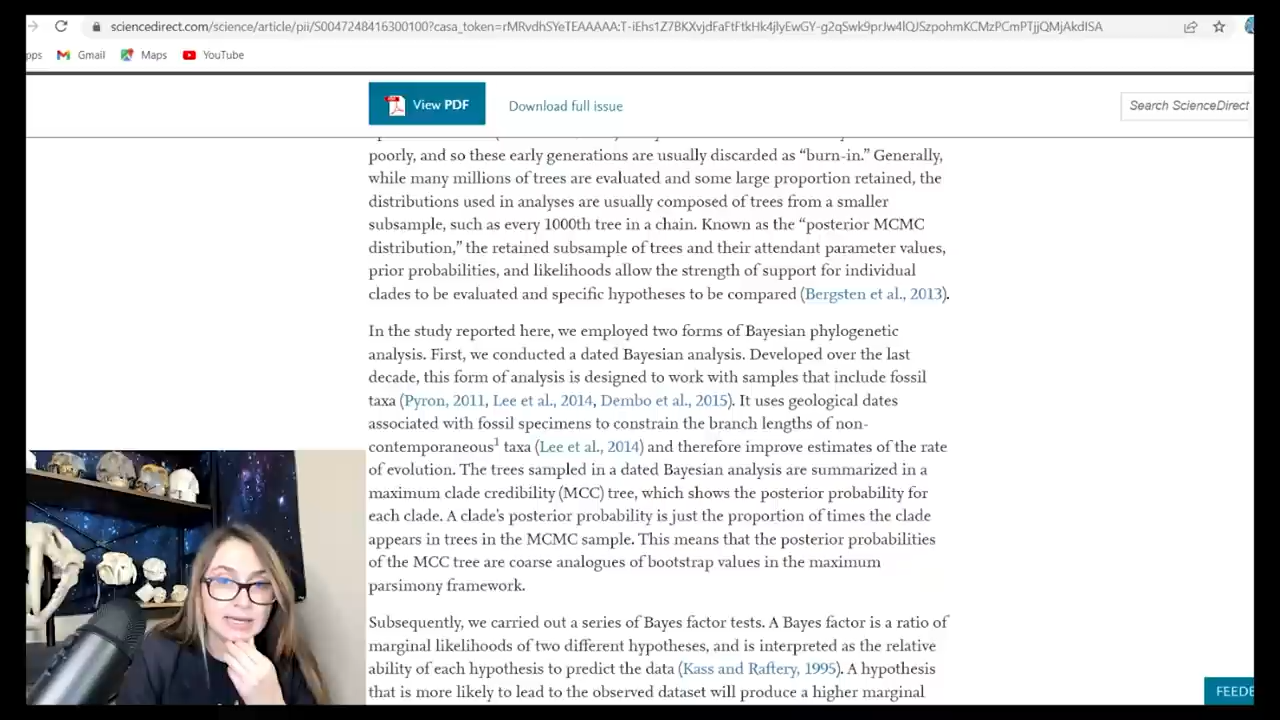 sciencedirect.com/science/article/pii/S0047248416300100?casa_token=rMRvdhSYeTEAAAAA:T-iEhs1Z7BKXvjdFaFtFtkHk4jlyEwGY-g2qSwk9prJw4lQJSzpohmKCMzPCmPTjjQMjAkdISA
Gmail Maps YouTube
View PDF Download full issue Search ScienceDirect
poorly, and so these early generations are usually discarded as “burn-in.” Generally,
while many millions of trees are evaluated and some large proportion retained, the
distributions used in analyses are usually composed of trees from a smaller
subsample, such as every 1000th tree in a chain. Known as the “posterior MCMC
distribution,” the retained subsample of trees and their attendant parameter values,
prior probabilities, and likelihoods allow the strength of support for individual
clades to be evaluated and specific hypotheses to be compared (Bergsten et al., 2013).
In the study reported here, we employed two forms of Bayesian phylogenetic
analysis. First, we conducted a dated Bayesian analysis. Developed over the last
decade, this form of analysis is designed to work with samples that include fossil
taxa (Pyron, 2011, Lee et al., 2014, Dembo et al., 2015). It uses geological dates
associated with fossil specimens to constrain the branch lengths of non-
contemporaneous1 taxa (Lee et al., 2014) and therefore improve estimates of the rate
of evolution. The trees sampled in a dated Bayesian analysis are summarized in a
maximum clade credibility (MCC) tree, which shows the posterior probability for
each clade. A clade’s posterior probability is just the proportion of times the clade
appears in trees in the MCMC sample. This means that the posterior probabilities
of the MCC tree are coarse analogues of bootstrap values in the maximum
parsimony framework.
Subsequently, we carried out a series of Bayes factor tests. A Bayes factor is a ratio of
marginal likelihoods of two different hypotheses, and is interpreted as the relative
ability of each hypothesis to predict the data (Kass and Raftery, 1995). A hypothesis
that is more likely to lead to the observed dataset will produce a higher marginal